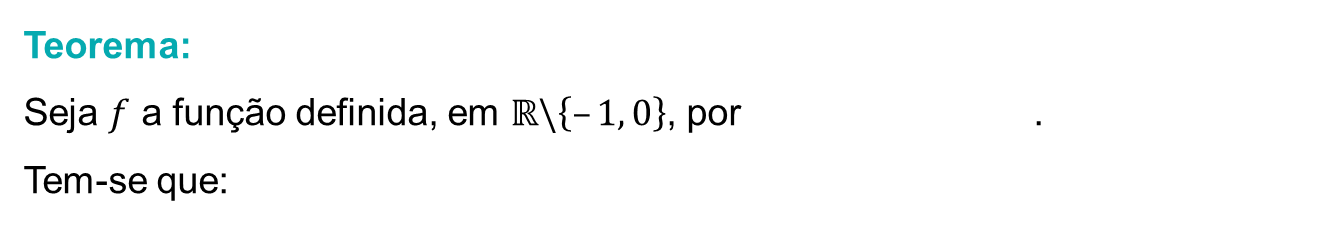 Teorema:
Seja f a função definida, em ℝ\{– 1, 0}, por .
Tem-se que: